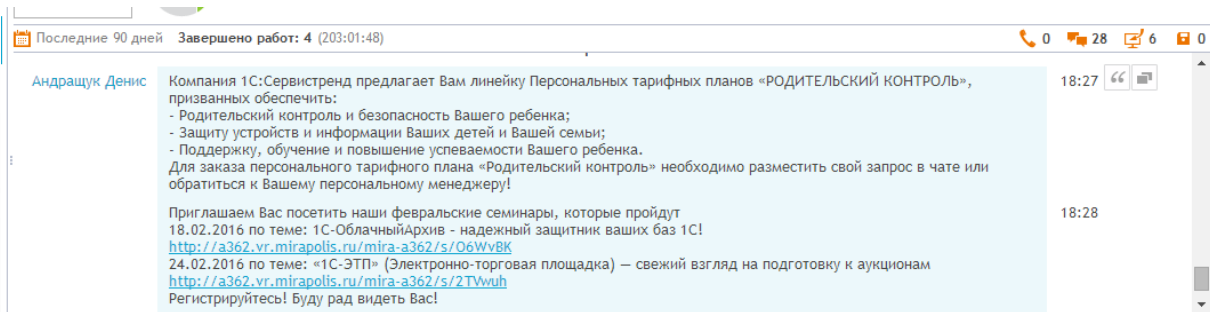 Последние 90 дней Завершено работ: 4 (203:01:48) 0 28 6 0
Андращук Денис Компания 1С:Сервистренд предлагает Вам линейку Персональных тарифных планов «РОДИТЕЛЬСКИЙ КОНТРОЛЬ», 18:27
призванных обеспечить:
- Родительский контроль и безопасность Вашего ребенка;
- Защиту устройств и информации Ваших детей и Вашей семьи;
- Поддержку, обучение и повышение успеваемости Вашего ребенка.
Для заказа персонального тарифного плана «Родительский контроль» необходимо разместить свой запрос в чате или
обратиться к Вашему персональному менеджеру!
Приглашаем Вас посетить наши февральские семинары, которые пройдут 18:28
18.02.2016 по теме: 1С-ОблачныйАрхив - надежный защитник ваших баз 1С!
http://a362.vr.mirapolis.ru/mira-a362/s/O6WvBK
24.02.2016 по теме: «1С-ЭТП» (Электронно-торговая площадка) — свежий взгляд на подготовку к аукционам
http://a362.vr.mirapolis.ru/mira-a362/s/2TVwuh
Регистрируйтесь! Буду рад видеть Вас!